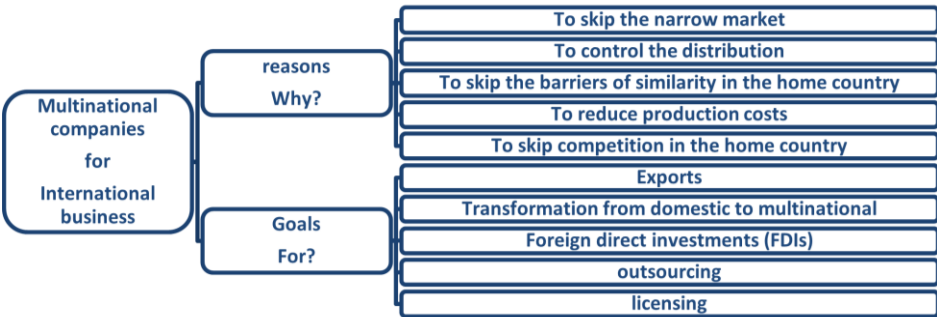 Multinational
companies
for
International
business
reasons
Why?
To skip the narrow market
To control the distribution
To skip the barriers of similarity in the home country
To reduce production costs
To skip competition in the home country
Goals
For?
Exports
Transformation from domestic to multinational
Foreign direct investments (FDIs)
outsourcing
licensing